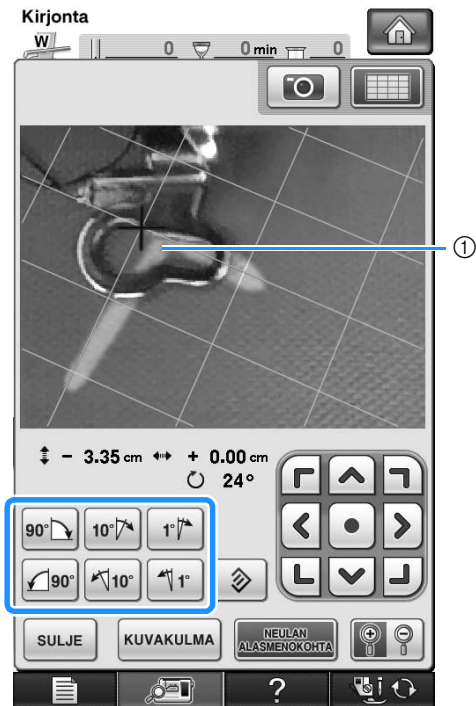 Kirjonta
W 0 0 min 0
①
- 3.35 cm + 0.00 cm
24°
90° 10° 1°
90° 10° 1°
SULJE KUVAKULMA NEULAN ALASMENOKOHTA
?